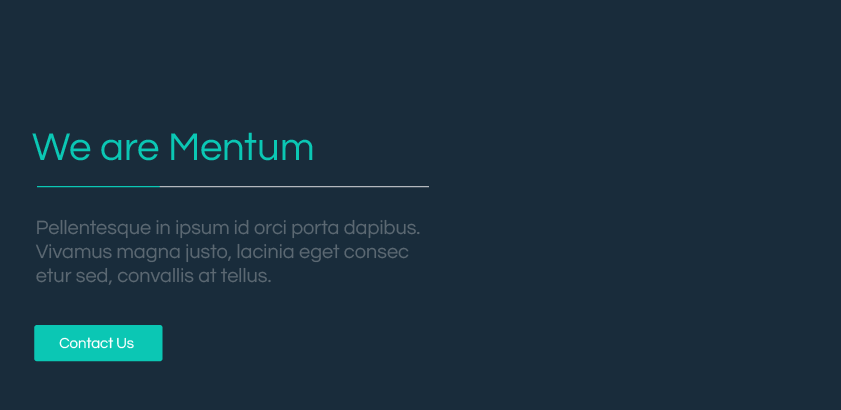 We are Mentum
Pellentesque in ipsum id orci porta dapibus.
Vivamus magna justo, lacinia eget consec
etur sed, convallis at tellus.
Contact Us